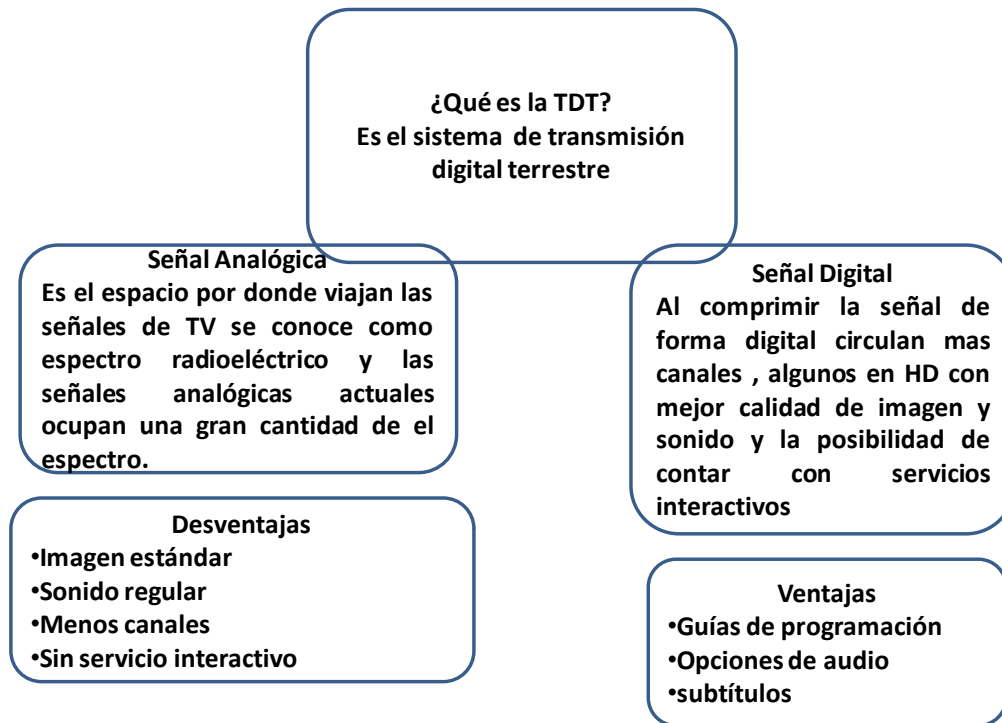 ¿Qué es la TDT?
Es el sistema de transmisión
digital terrestre
Señal Analógica
Es el espacio por donde viajan las
señales de TV se conoce como
espectro radioeléctrico y las
señales analógicas actuales
ocupan una gran cantidad de el
espectro.
Desventajas
•Imagen estándar
•Sonido regular
•Menos canales
•Sin servicio interactivo
Señal Digital
Al comprimir la señal de
forma digital circulan mas
canales , algunos en HD con
mejor calidad de imagen y
sonido y la posibilidad de
contar con servicios
interactivos
Ventajas
•Guías de programación
•Opciones de audio
•subtítulos